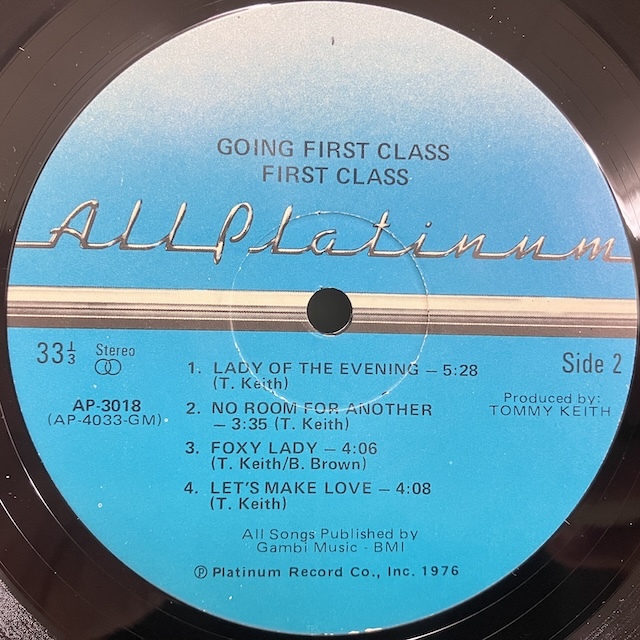 GOING FIRST CLASS
FIRST CLASS
All Platinum
33⅓ Stereo
Side 2
AP-3018
(AP-4033-GM)
1. LADY OF THE EVENING – 5:28
(T. Keith)
2. NO ROOM FOR ANOTHER
– 3:35 (T. Keith)
3. FOXY LADY – 4:06
(T. Keith/B. Brown)
4. LET'S MAKE LOVE – 4:08
(T. Keith)
Produced by:
TOMMY KEITH
All Songs Published by
Gambi Music - BMI
℗ Platinum Record Co., Inc. 1976